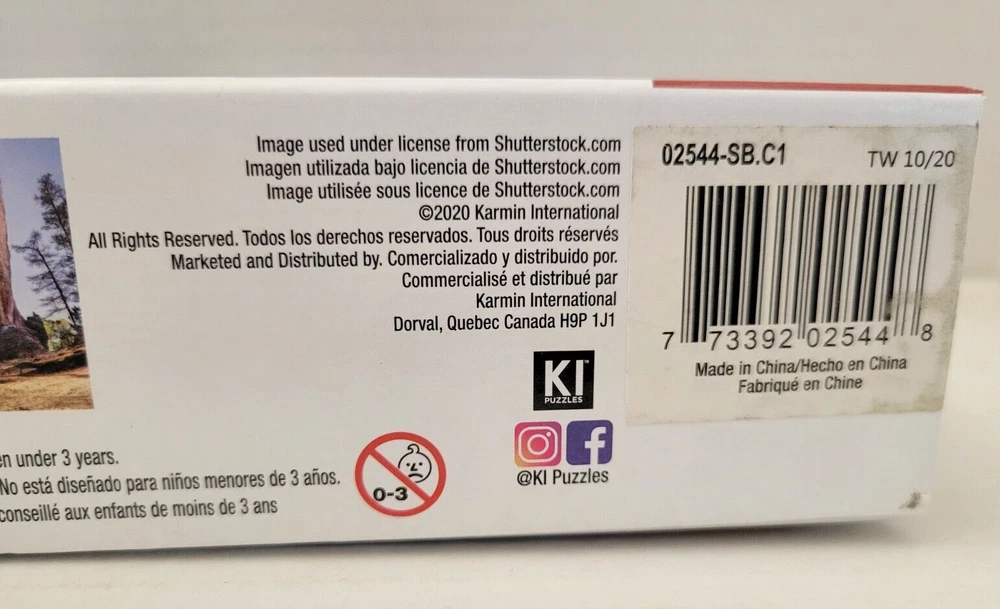 Image used under license from Shutterstock.com
Imagen utilizada bajo licencia de Shutterstock.com
Image utilisée sous licence de Shutterstock.com
©2020 Karmin International
All Rights Reserved. Todos los derechos reservados. Tous droits réservés
Marketed and Distributed by. Comercializado y distribuido por.
Commercialisé et distribué par
Karmin International
Dorval, Quebec Canada H9P 1J1
KI
PUZZLES
@KI Puzzles
en under 3 years.
No está diseñado para niños menores de 3 años.
conseillé aux enfants de moins de 3 ans
0-3
02544-SB.C1 TW 10/20
7 73392 02544 8
Made in China/Hecho en China
Fabriqué en Chine